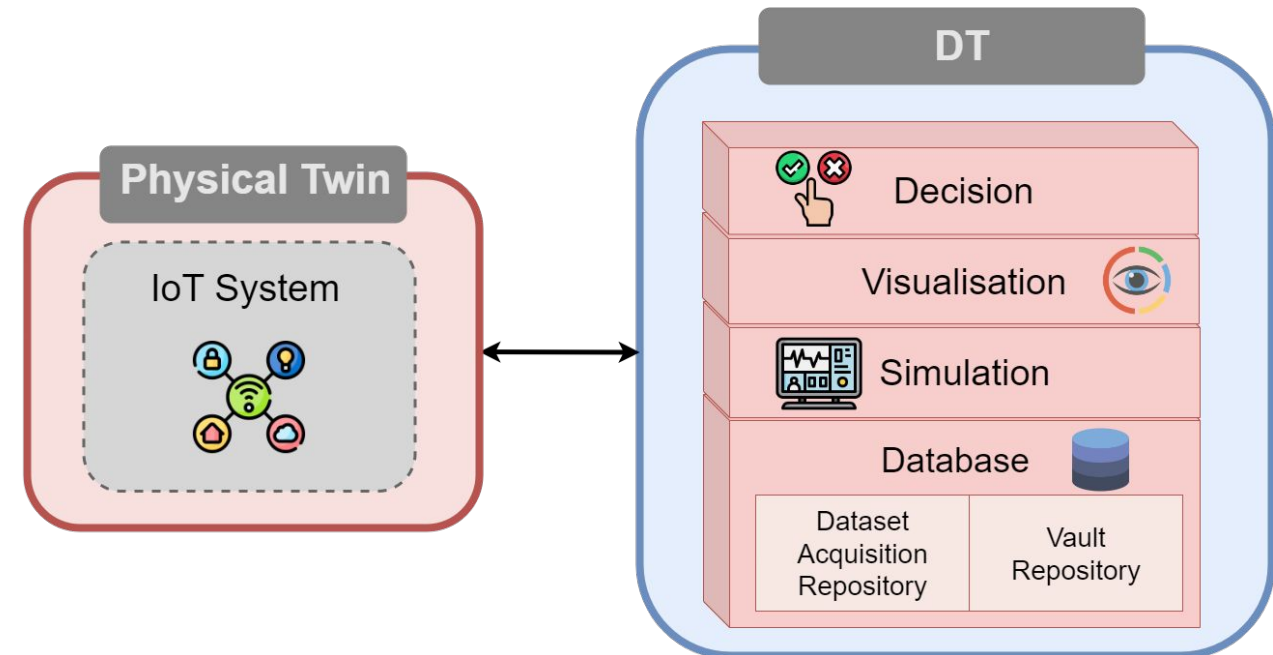 Physical Twin
IoT System
DT
Decision
Visualisation
Simulation
Database
Dataset
Acquisition
Repository
Vault
Repository